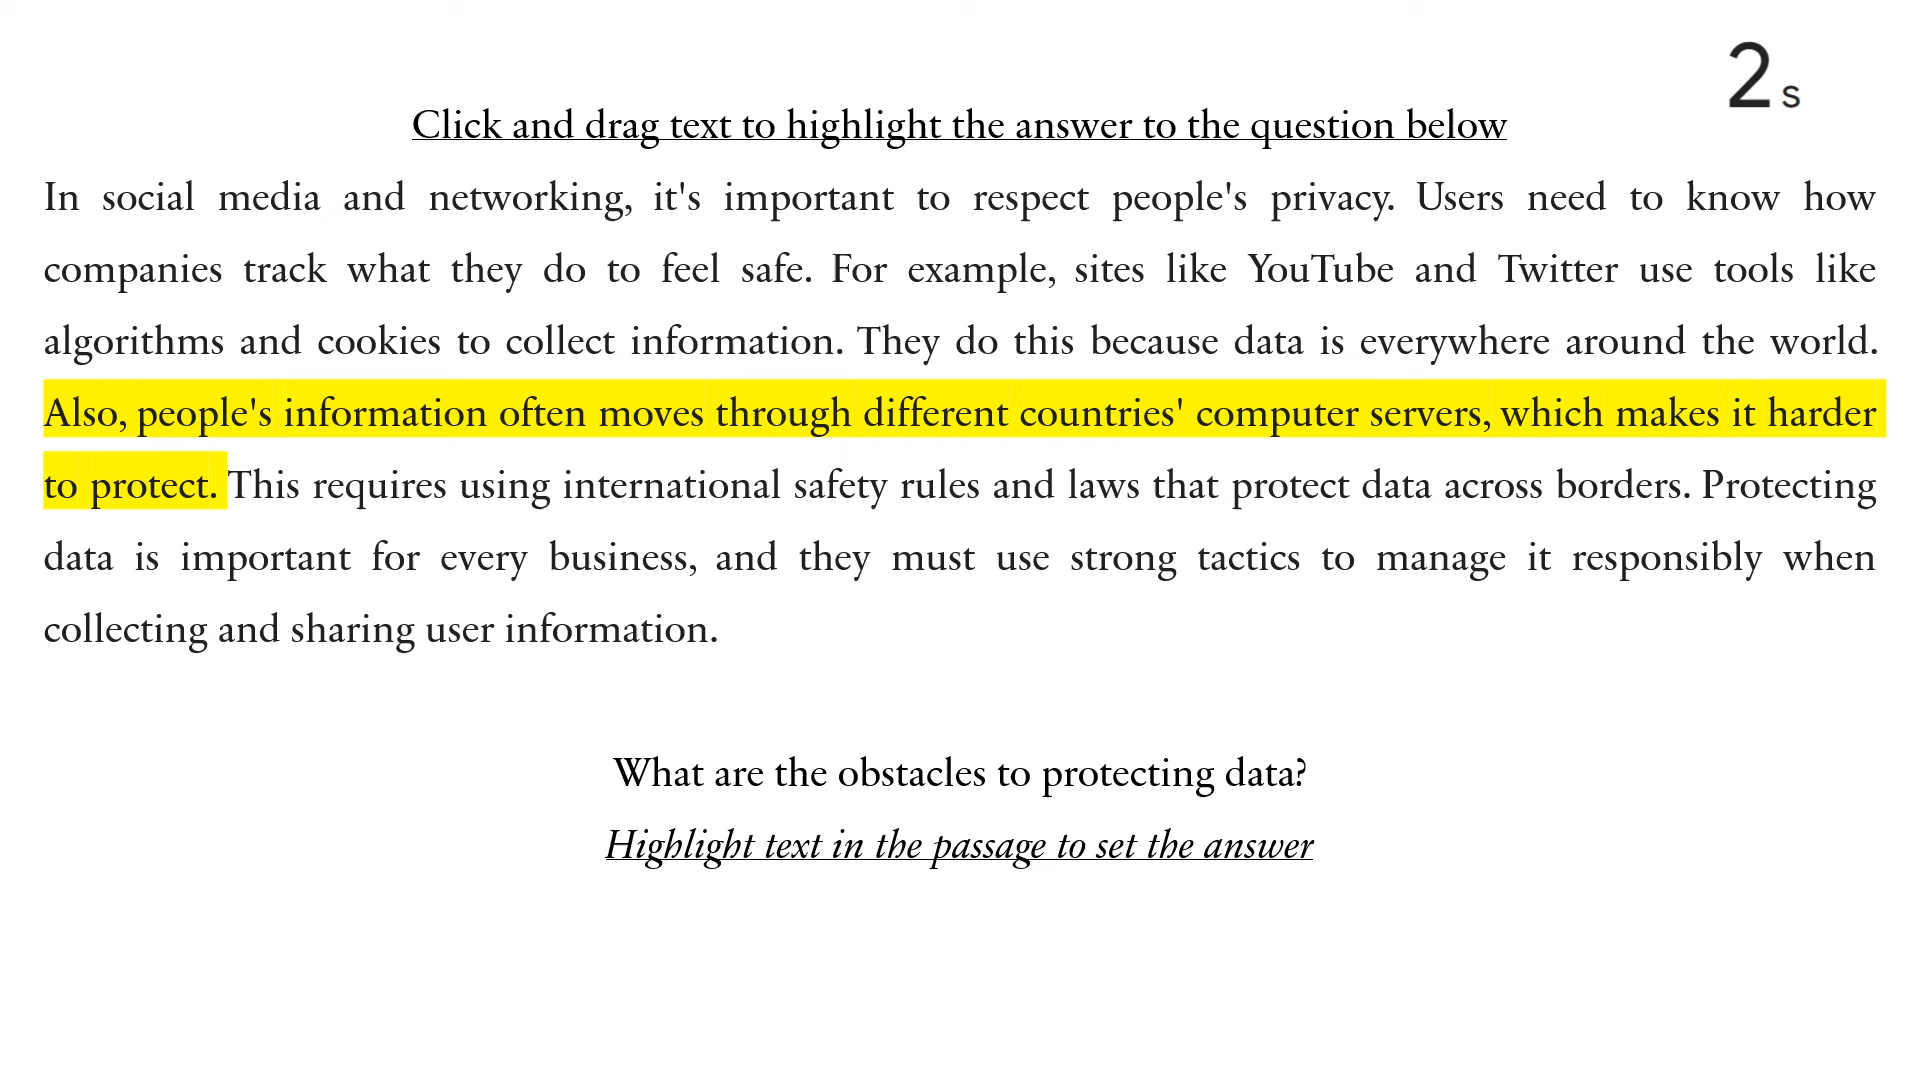 2 s
Click and drag text to highlight the answer to the question below
In social media and networking, it's important to respect people's privacy. Users need to know how
companies track what they do to feel safe. For example, sites like YouTube and Twitter use tools like
algorithms and cookies to collect information. They do this because data is everywhere around the world.
Also, people's information often moves through different countries' computer servers, which makes it harder
to protect. This requires using international safety rules and laws that protect data across borders. Protecting
data is important for every business, and they must use strong tactics to manage it responsibly when
collecting and sharing user information.
What are the obstacles to protecting data?
Highlight text in the passage to set the answer